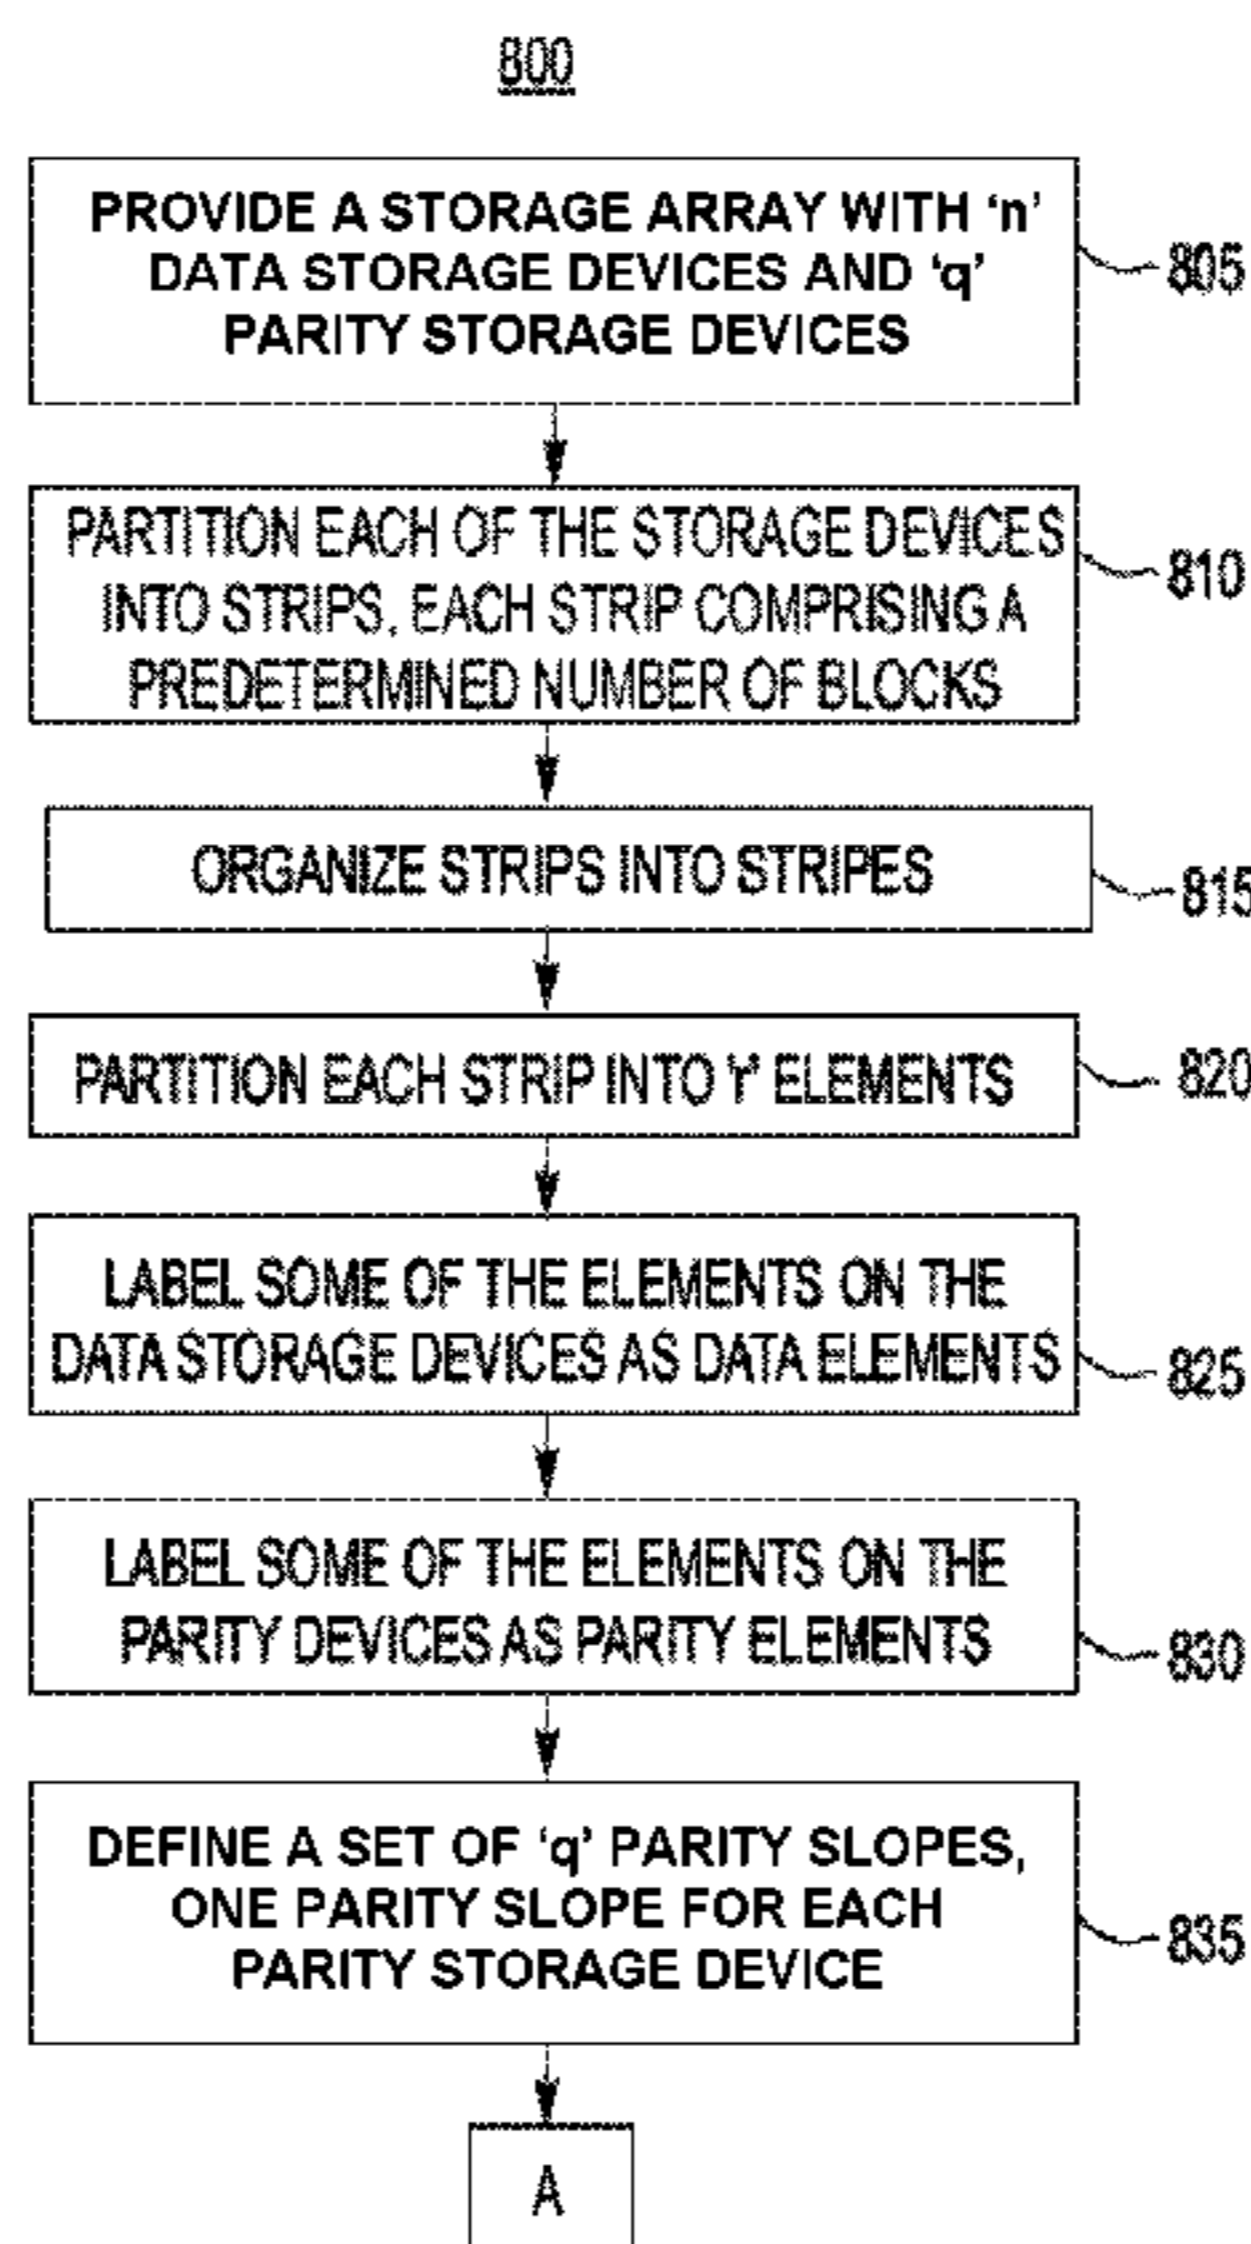 800
PROVIDE A STORAGE ARRAY WITH ‘n’
DATA STORAGE DEVICES AND ‘q’
PARITY STORAGE DEVICES
805
PARTITION EACH OF THE STORAGE DEVICES
INTO STRIPS, EACH STRIP COMPRISING A
PREDETERMINED NUMBER OF BLOCKS
810
ORGANIZE STRIPS INTO STRIPES
815
PARTITION EACH STRIP INTO 'r' ELEMENTS
820
LABEL SOME OF THE ELEMENTS ON THE
DATA STORAGE DEVICES AS DATA ELEMENTS
825
LABEL SOME OF THE ELEMENTS ON THE
PARITY DEVICES AS PARITY ELEMENTS
830
DEFINE A SET OF ‘q’ PARITY SLOPES,
ONE PARITY SLOPE FOR EACH
PARITY STORAGE DEVICE
835
A